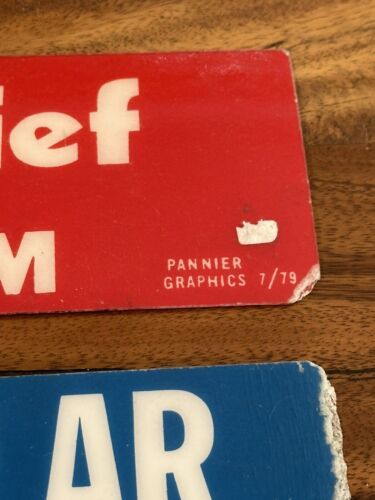 ief
M
PANNIER
GRAPHICS 7/79
AR